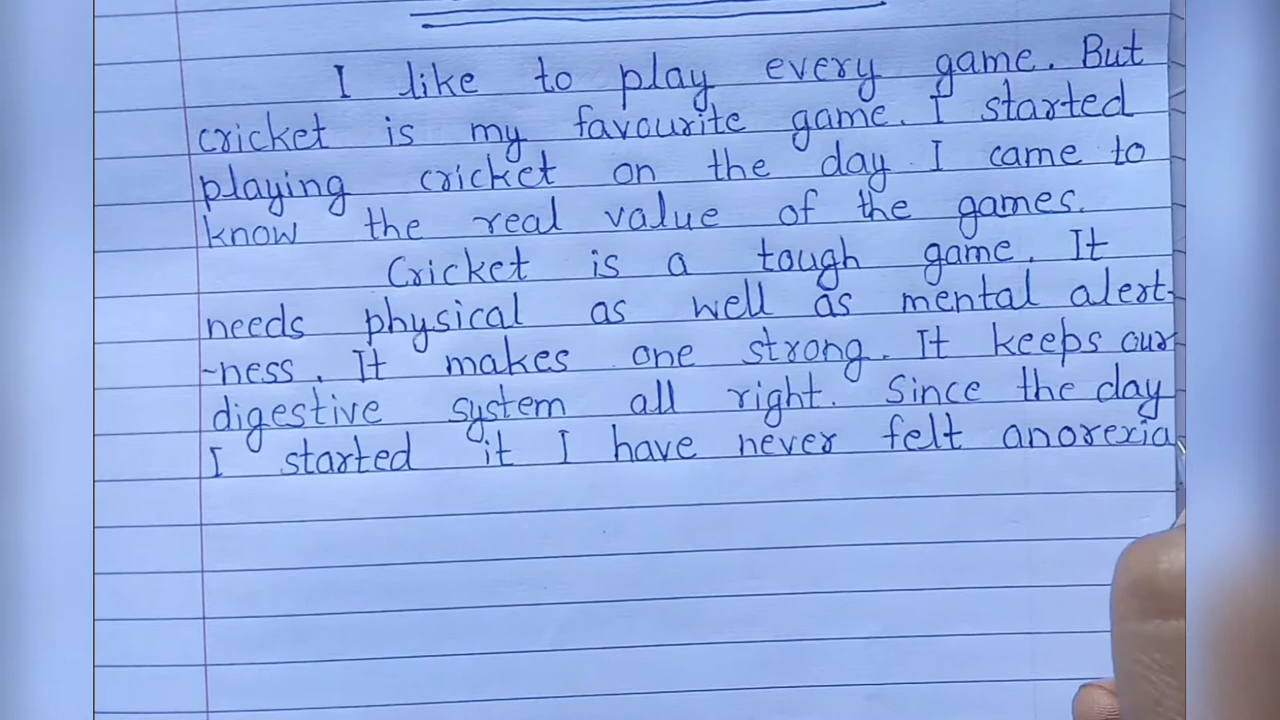 I like to play every game. But
cricket is my favourite game. I started
playing cricket on the day I came to
know the real value of the games.
Cricket is a tough game. It
needs physical as well as mental alert-
-ness. It makes one strong. It keeps our
digestive system all right. Since the day
I started it I have never felt anorexia